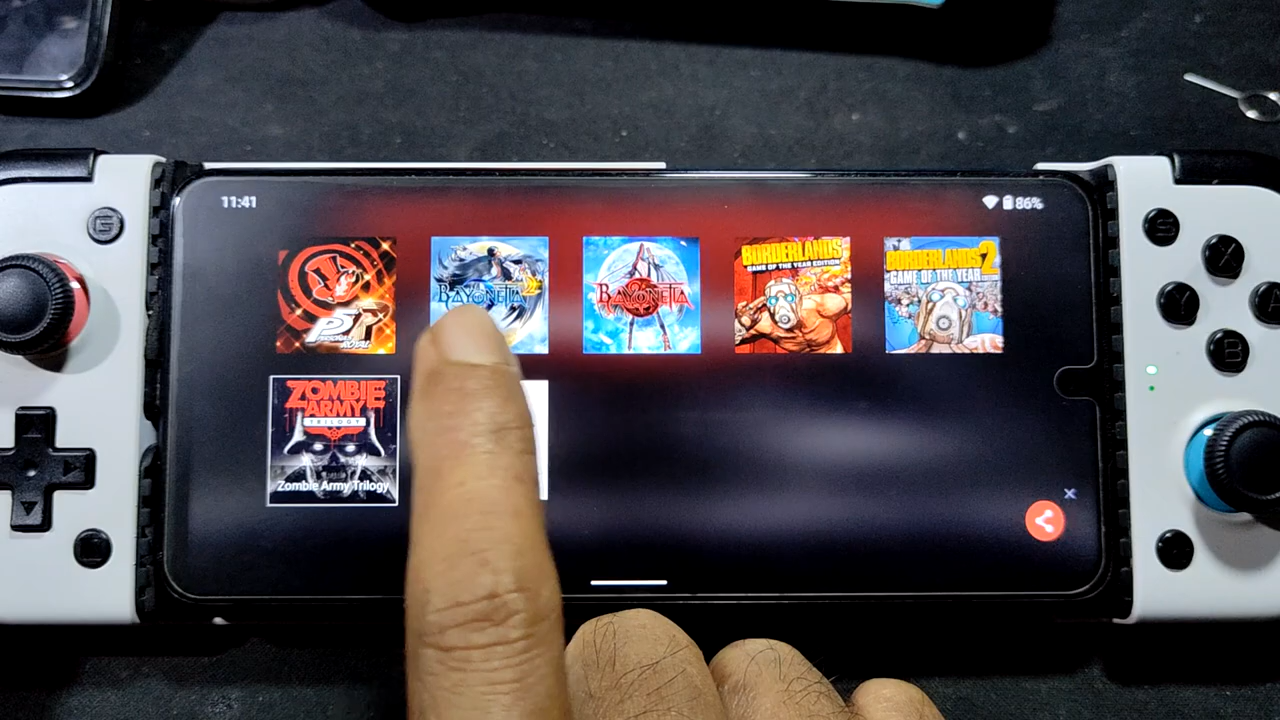 11:41
86%
P5
ROYAL
BAYONETTA 2
BAYONETTA
BORDERLANDS
GAME OF THE YEAR EDITION
BORDERLANDS 2
GAME OF THE YEAR
ZOMBIE
ARMY
TRILOGY
Zombie Army Trilogy
G
S
X
Y
A
B